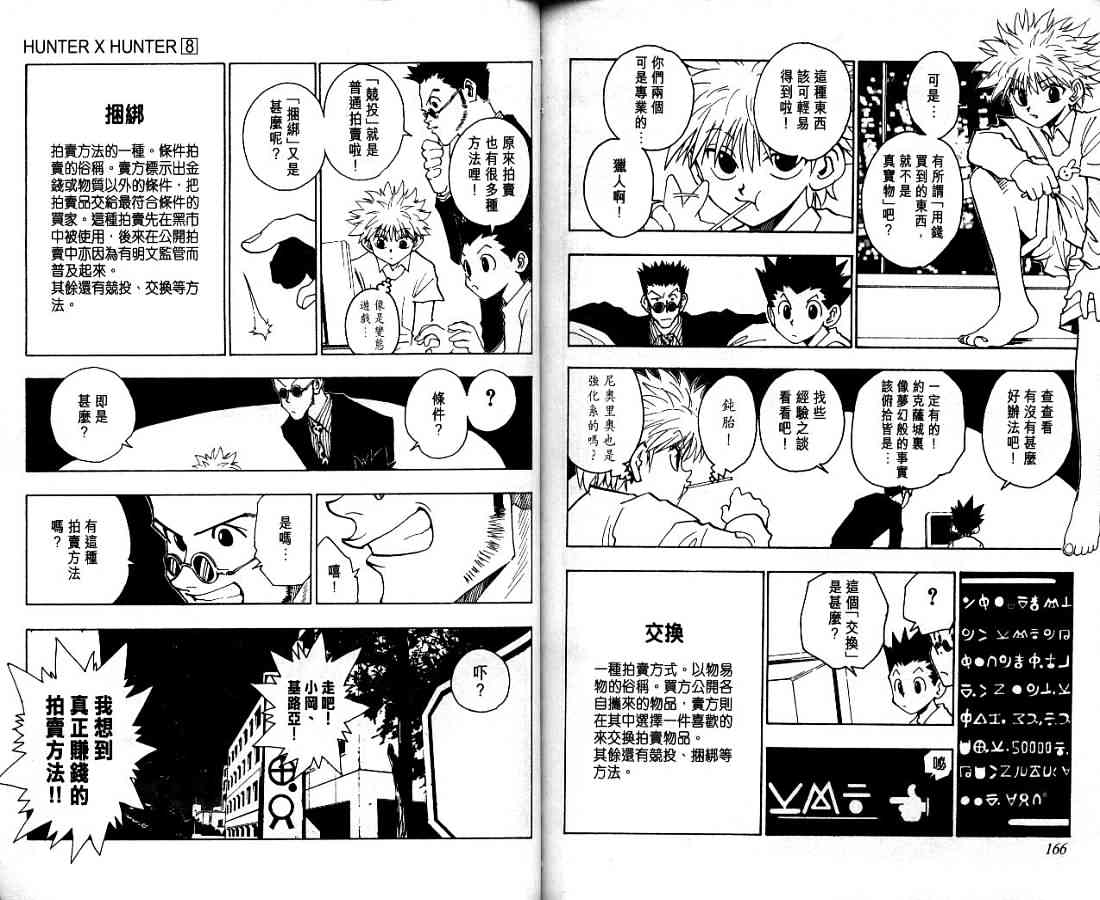 HUNTER X HUNTER 8
可是…
有所謂「用錢
買到的東西，
就不是
真實物」吧？
這種東西
該可輕易
得到啦！
你們兩個
可是專業的…
獵人啊！
查查看
有沒有甚麼
好辦法吧！
一定有的！
約克薩城裏
像夢幻般的事實
該俯拾皆是…
找些
經驗之談
看看吧！
鈍胎！
尼奧里奧也是
強化系的嗎？
？
這個「交換」
是甚麼？
50000
交換
一種拍賣方式。以物易
物的俗稱。買方公開各
自攜來的物品，賣方則
在其中選擇一件喜歡的
來交換拍賣物品。
其餘還有競投、捆綁等
方法。
166
原來拍賣
也有很多種
方法哩！
「競投」就是
普通拍賣啦！
像是變態
遊戲…
「捆綁」又是
甚麼呢？
捆綁
拍賣方法的一種。條件拍
賣的俗稱。賣方標示出金
錢或物質以外的條件，把
拍賣品交給最符合條件的
買家。這種拍賣先在黑市
中被使用，後來在公開拍
賣中亦因為有明文監管而
普及起來。
其餘還有競投、交換等方
法。
？
條件？
即是
甚麼？
嘻！
是嗎…
有這種
拍賣方法
嗎？
吓？
走吧！
小岡、
基路亞！
我想到
真正賺錢的
拍賣方法!!